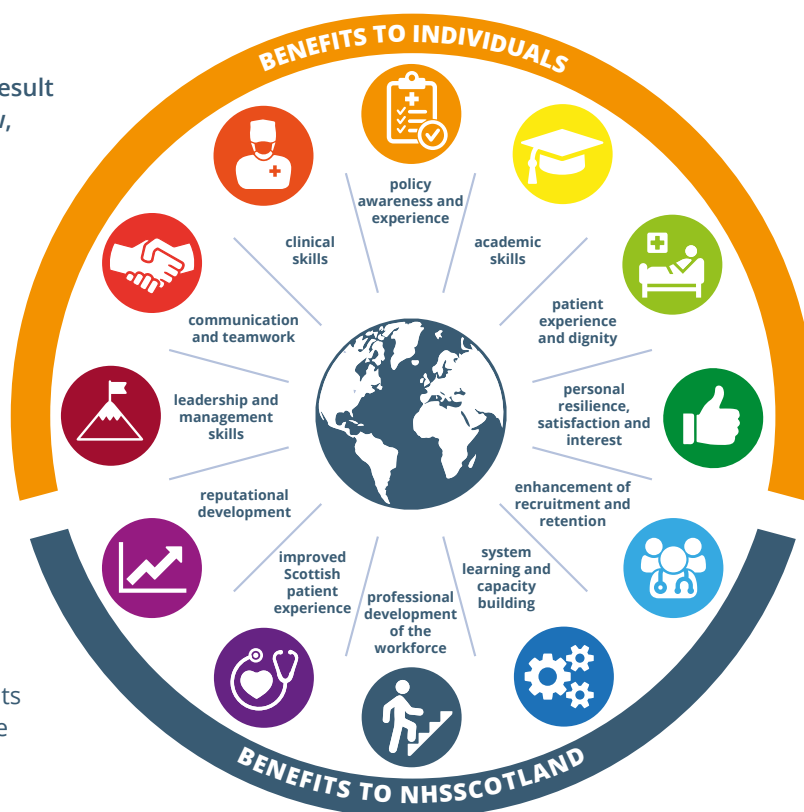 BENEFITS TO INDIVIDUALS
esult
,
policy
awareness and
experience
clinical
skills
academic
skills
communication
and teamwork
patient
experience
and dignity
leadership and
management
skills
personal
resilience,
satisfaction and
interest
reputational
development
enhancement of
recruitment and
retention
improved
Scottish
patient
experience
professional
development
of the
workforce
system
learning and
capacity
building
ts
e
BENEFITS TO NHSSCOTLAND